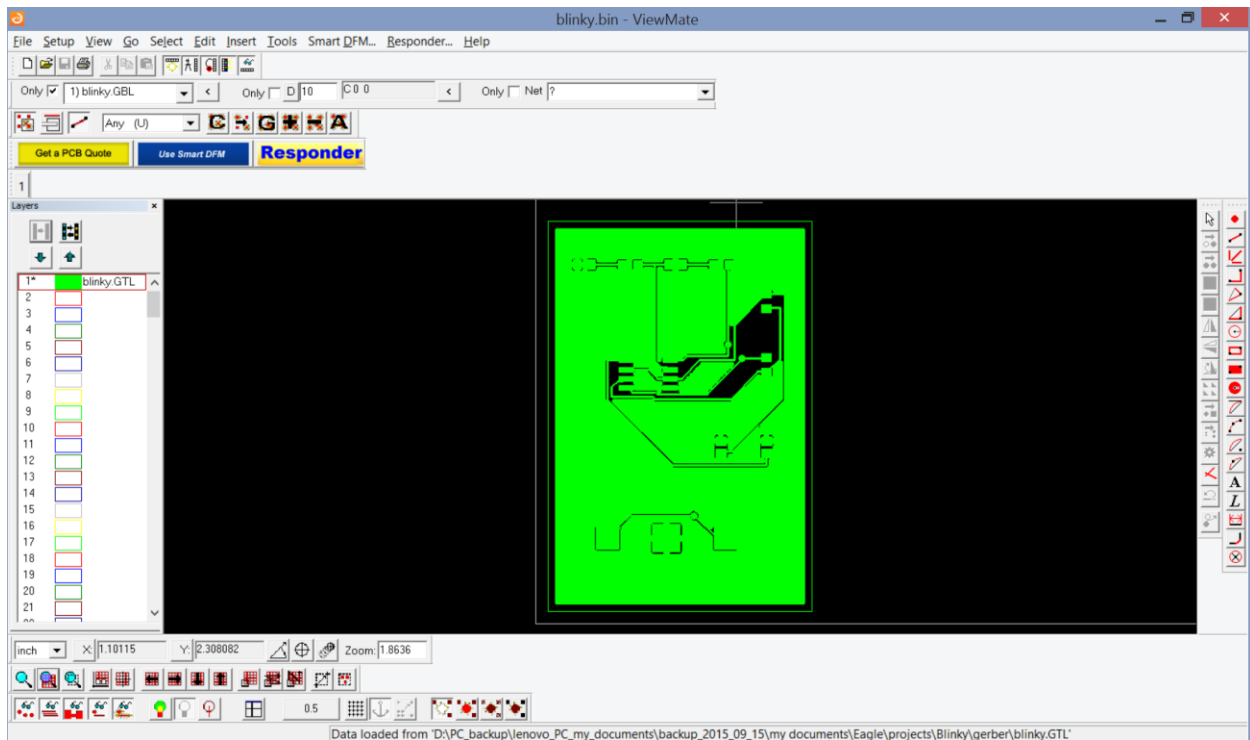 blinky.bin - ViewMate
File Setup View Go Select Edit Insert Tools Smart DFM... Responder... Help
Only 1) blinky.GBL < Only D 10 C 0 0 < Only Net ?
Any (U) C G H A
Get a PCB Quote Use Smart DFM Responder
1
Layers x
1* blinky.GTL
2
3
4
5
6
7
8
9
10
11
12
13
14
15
16
17
18
19
20
21
A
L
inch X: 1.10115 Y: 2.308082 Zoom: 1.8636
0.5
Data loaded from 'D:\PC_backup\lenovo_PC_my_documents\backup_2015_09_15\my documents\Eagle\projects\Blinky\gerber\blinky.GTL'